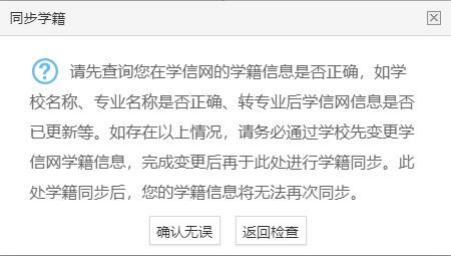 同步学籍
请先查询您在学信网的学籍信息是否正确，如学
校名称、专业名称是否正确、转专业后学信网信息是否
已更新等。如存在以上情况，请务必通过学校先变更学
信网学籍信息，完成变更后再于此处进行学籍同步。此
处学籍同步后，您的学籍信息将无法再次同步。
确认无误 返回检查